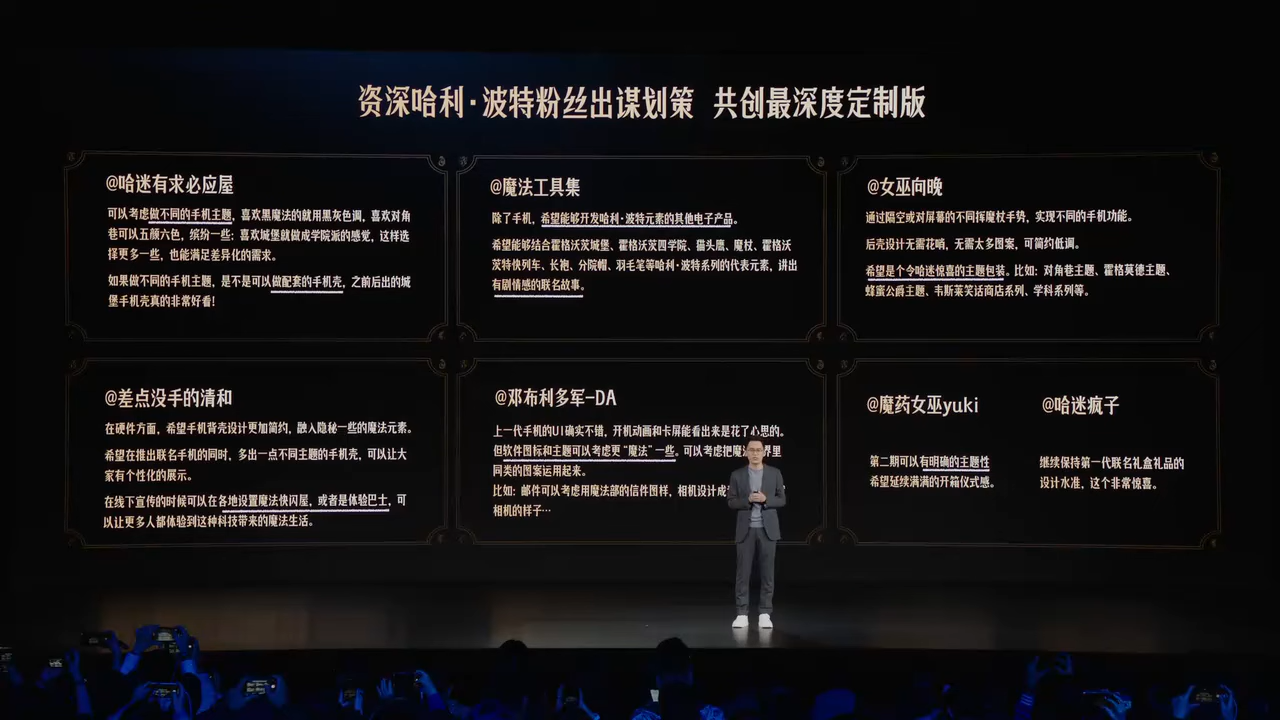 资深哈利·波特粉丝出谋划策 共创最深度定制版
@哈迷有求必应屋
可以考虑做不同的手机主题，喜欢黑魔法的就用黑灰色调，喜欢对角
巷可以五颜六色，缤纷一些；喜欢城堡就做成学院派的感觉，这样选
择更多一些，也能满足差异化的需求。
如果做不同的手机主题，是不是可以做配套的手机壳，之前后出的城
堡手机壳真的非常好看！
@魔法工具集
除了手机，希望能够开发哈利·波特元素的其他电子产品。
希望能够结合霍格沃茨城堡、霍格沃茨四学院、猫头鹰、魔杖、霍格沃
茨特快列车、长袍、分院帽、羽毛笔等哈利·波特系列的代表元素，讲出
有剧情感的联名故事。
@女巫向晚
通过隔空或对屏幕的不同挥魔杖手势，实现不同的手机功能。
后壳设计无需花哨，无需太多图案，可简约低调。
希望是个令哈迷惊喜的主题包装。比如：对角巷主题、霍格莫德主题、
蜂蜜公爵主题、韦斯莱笑话商店系列、学科系列等。
@差点没手的清和
在硬件方面，希望手机背壳设计更加简约，融入隐秘一些的魔法元素。
希望在推出联名手机的同时，多出一点不同主题的手机壳，可以让大
家有个性化的展示。
在线下宣传的时候可以在各地设置魔法快闪屋，或者是体验巴士，可
以让更多人都体验到这种科技带来的魔法生活。
@邓布利多军-DA
上一代手机的UI确实不错，开机动画和卡屏能看出来是花了心思的。
但软件图标和主题可以考虑更“魔法”一些。可以考虑把魔 界里
同类的图案运用起来。
比如：邮件可以考虑用魔法部的信件图样，相机设计成
相机的样子…
@魔药女巫yuki
第二期可以有明确的主题性
希望延续满满的开箱仪式感。
@哈迷疯子
继续保持第一代联名礼盒礼品的
设计水准，这个非常惊喜。